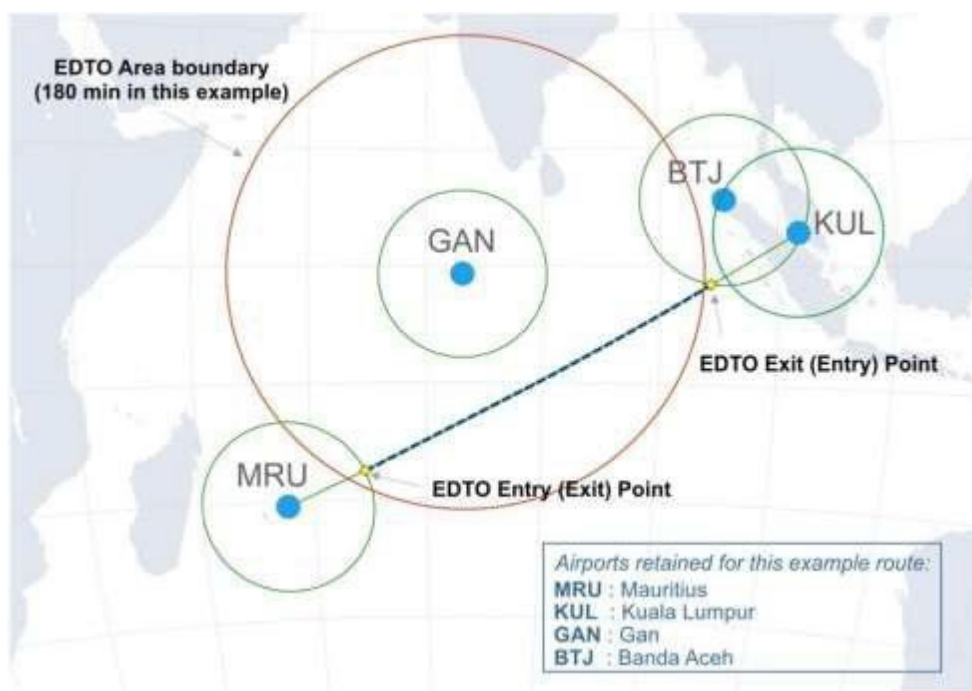 EDTO Area boundary
(180 min in this example)
BTJ
KUL
GAN
EDTO Exit (Entry) Point
MRU
EDTO Entry (Exit) Point
Airports retained for this example route:
MRU : Mauritius
KUL : Kuala Lumpur
GAN : Gan
BTJ : Banda Aceh